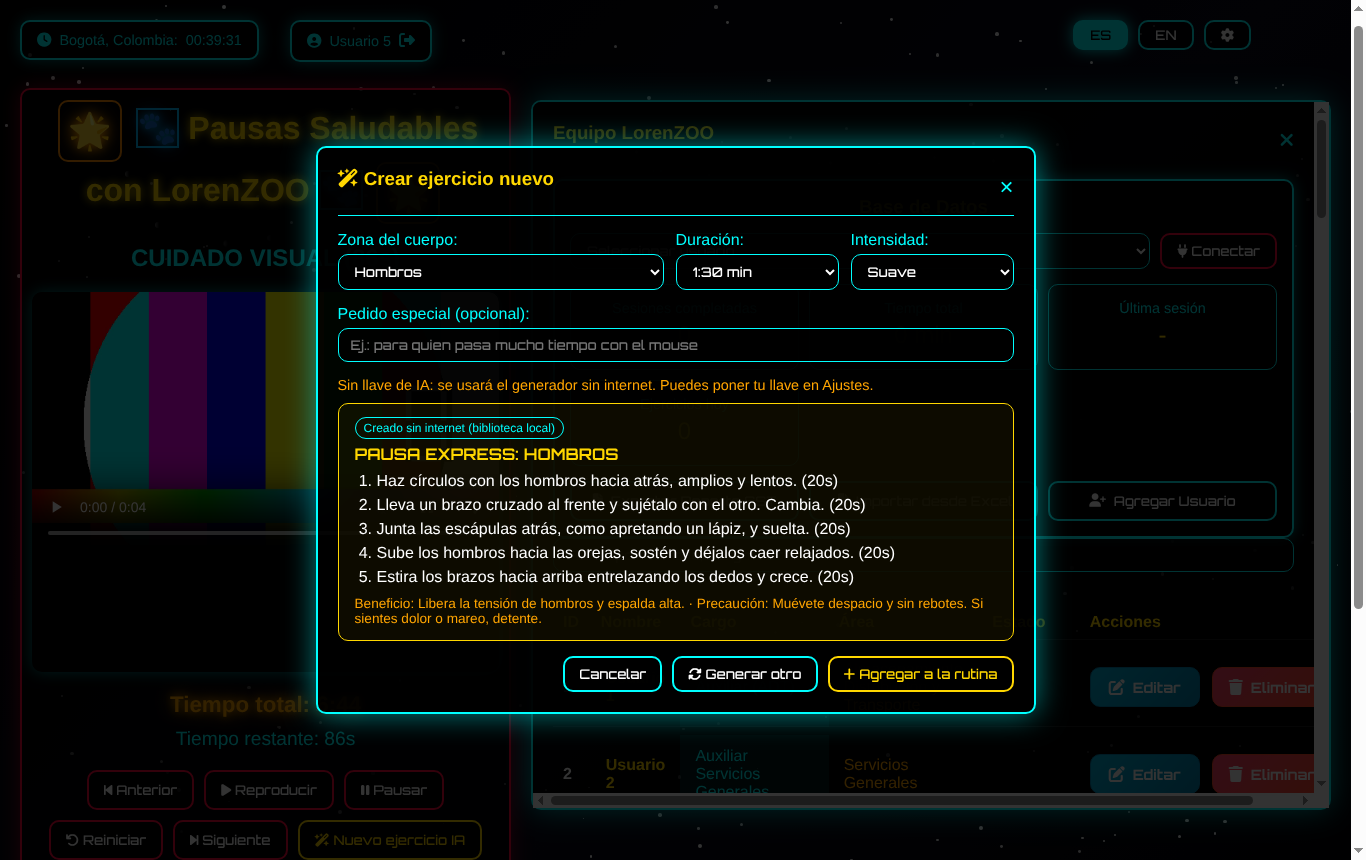 Bogotá, Colombia: 00:39:31
Usuario 5
ES
EN
Pausas Saludables
con LorenZOO
CUIDADO VISUA
0:00 / 0:04
Tiempo total:
Tiempo restante: 86s
Anterior
Reproducir
Pausar
Reiniciar
Siguiente
Nuevo ejercicio IA
Equipo LorenZOO
Base de Datos
Conectar
Última sesión
-
0
Agregar Usuario
ID
Nombre
Cargo
Área
Acciones
Editar
Eliminar
2
Usuario
2
Auxiliar
Servicios
Generales
Servicios
Generales
Editar
Eliminar
Crear ejercicio nuevo
Zona del cuerpo:
Duración:
Intensidad:
Hombros
1:30 min
Suave
Pedido especial (opcional):
Ej.: para quien pasa mucho tiempo con el mouse
Sin llave de IA: se usará el generador sin internet. Puedes poner tu llave en Ajustes.
Creado sin internet (biblioteca local)
PAUSA EXPRESS: HOMBROS
1. Haz círculos con los hombros hacia atrás, amplios y lentos. (20s)
2. Lleva un brazo cruzado al frente y sujétalo con el otro. Cambia. (20s)
3. Junta las escápulas atrás, como apretando un lápiz, y suelta. (20s)
4. Sube los hombros hacia las orejas, sostén y déjalos caer relajados. (20s)
5. Estira los brazos hacia arriba entrelazando los dedos y crece. (20s)
Beneficio: Libera la tensión de hombros y espalda alta. · Precaución: Muévete despacio y sin rebotes. Si
sientes dolor o mareo, detente.
Cancelar
Generar otro
Agregar a la rutina